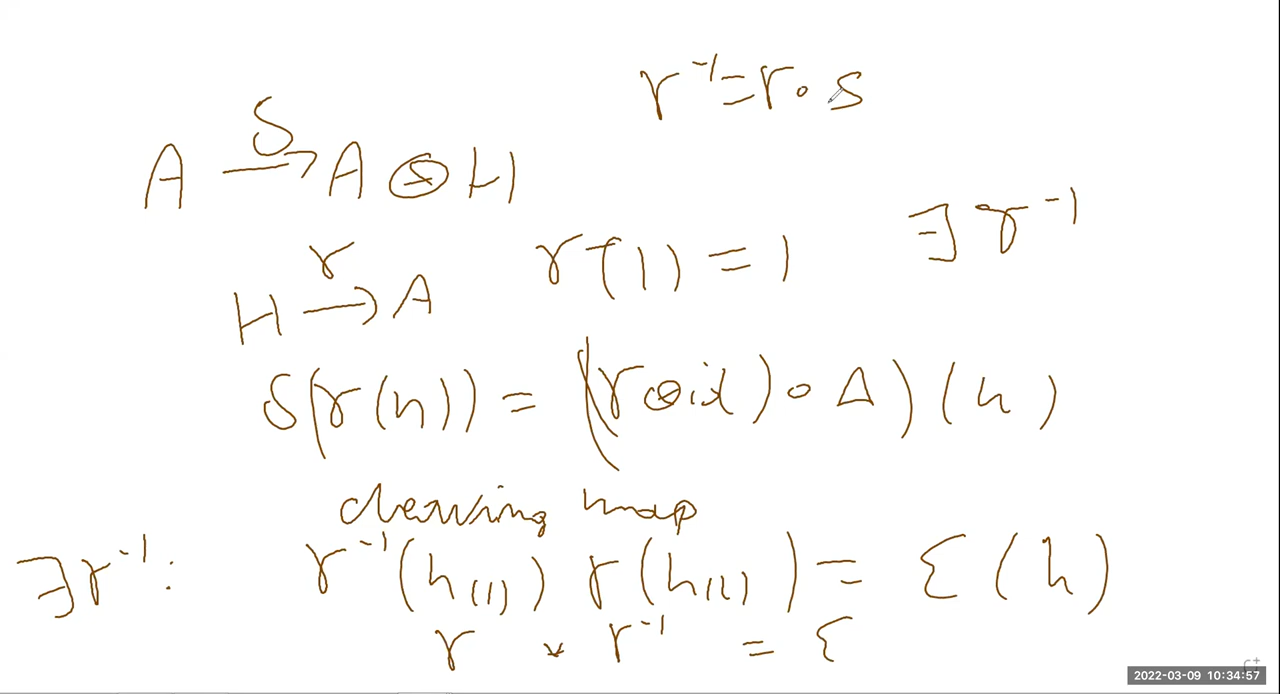 γ⁻¹ = γ ∘ S
A —δ→ A ⊗ H
∃ γ⁻¹
H —γ→ A γ(1) = 1
δ(γ(h)) = ((γ ⊗ id) ∘ Δ)(h)
cleaving map
∃ γ⁻¹ : γ⁻¹(h₍₁₎) γ(h₍₂₎) = ε(h)
γ * γ⁻¹ = ε
2022-03-09 10:34:57